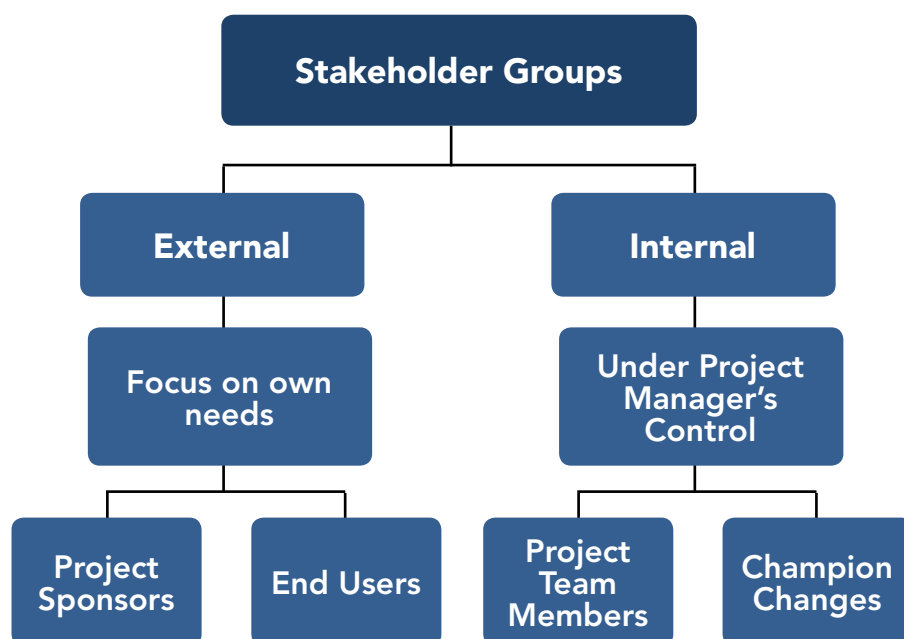 Stakeholder Groups
External
Internal
Focus on own
needs
Under Project
Manager’s
Control
Project
Sponsors
End Users
Project
Team
Members
Champion
Changes